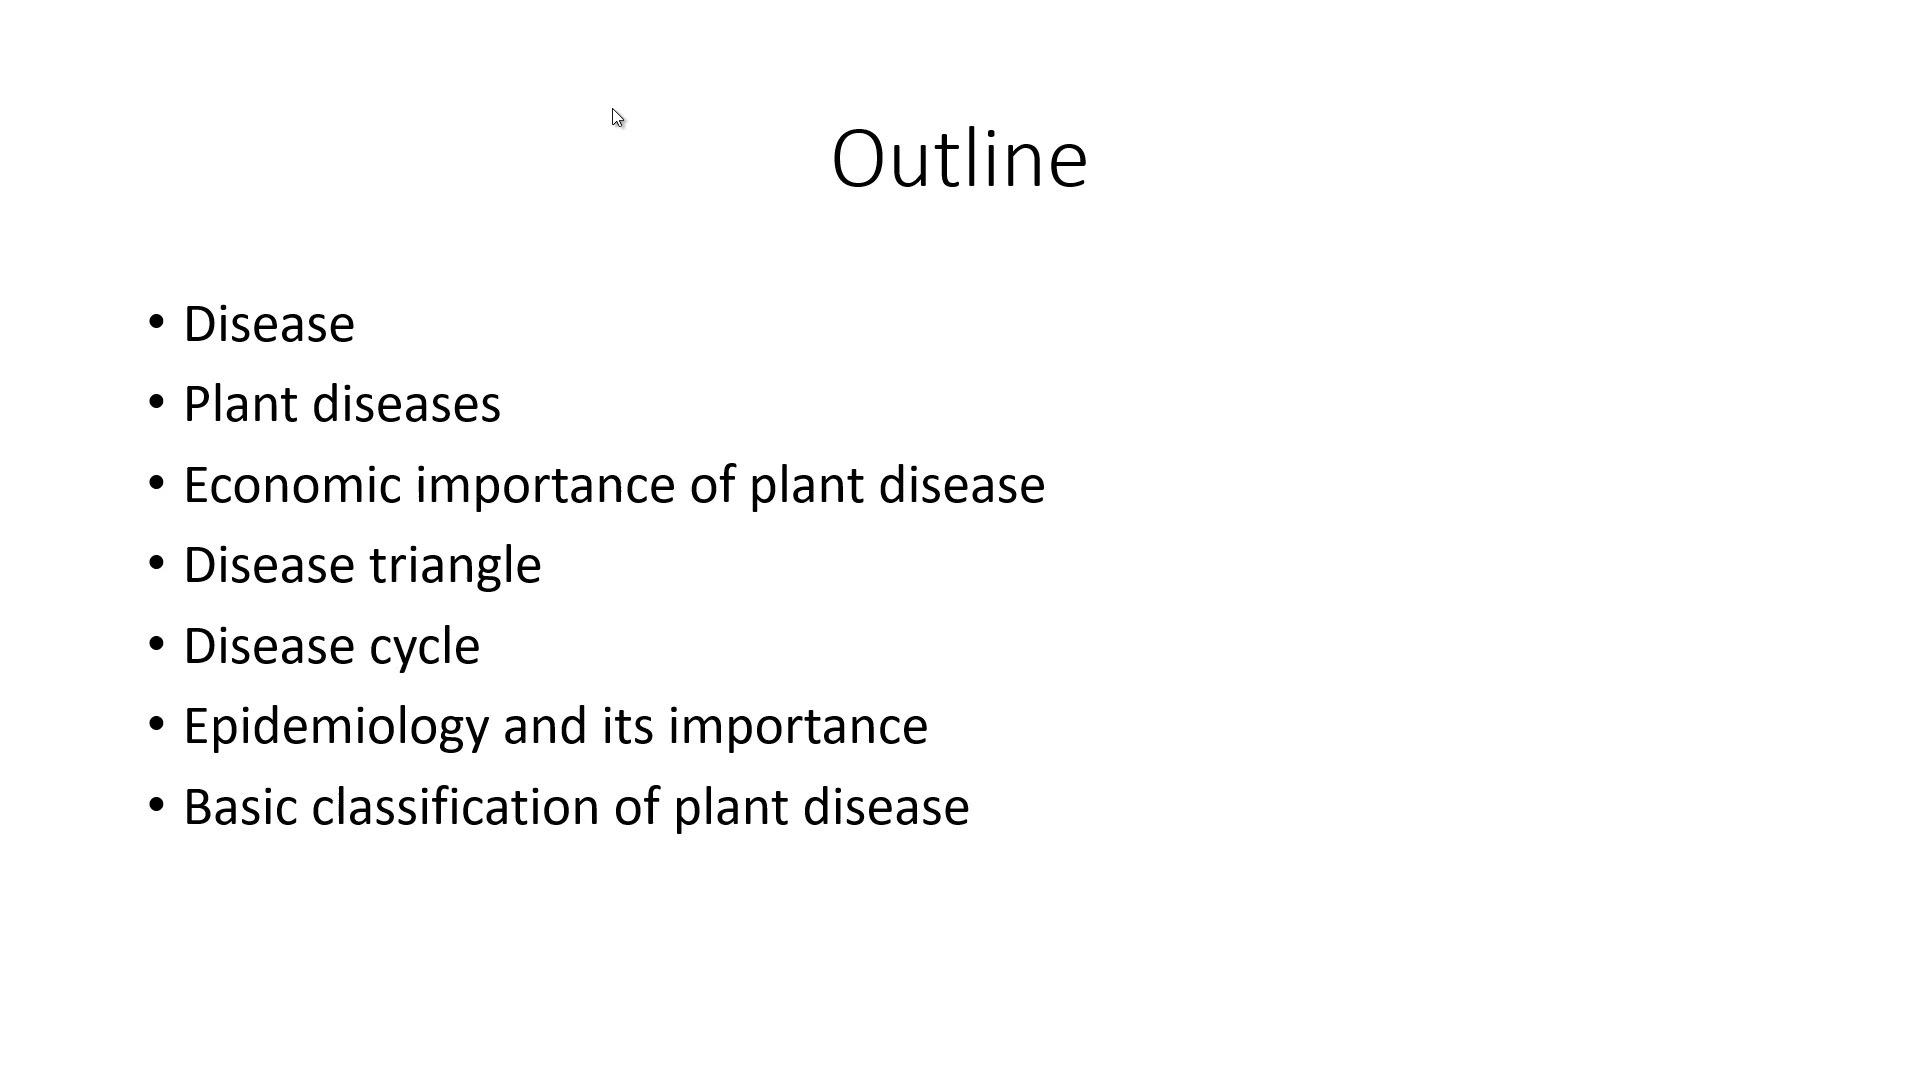 Outline
• Disease
• Plant diseases
• Economic importance of plant disease
• Disease triangle
• Disease cycle
• Epidemiology and its importance
• Basic classification of plant disease